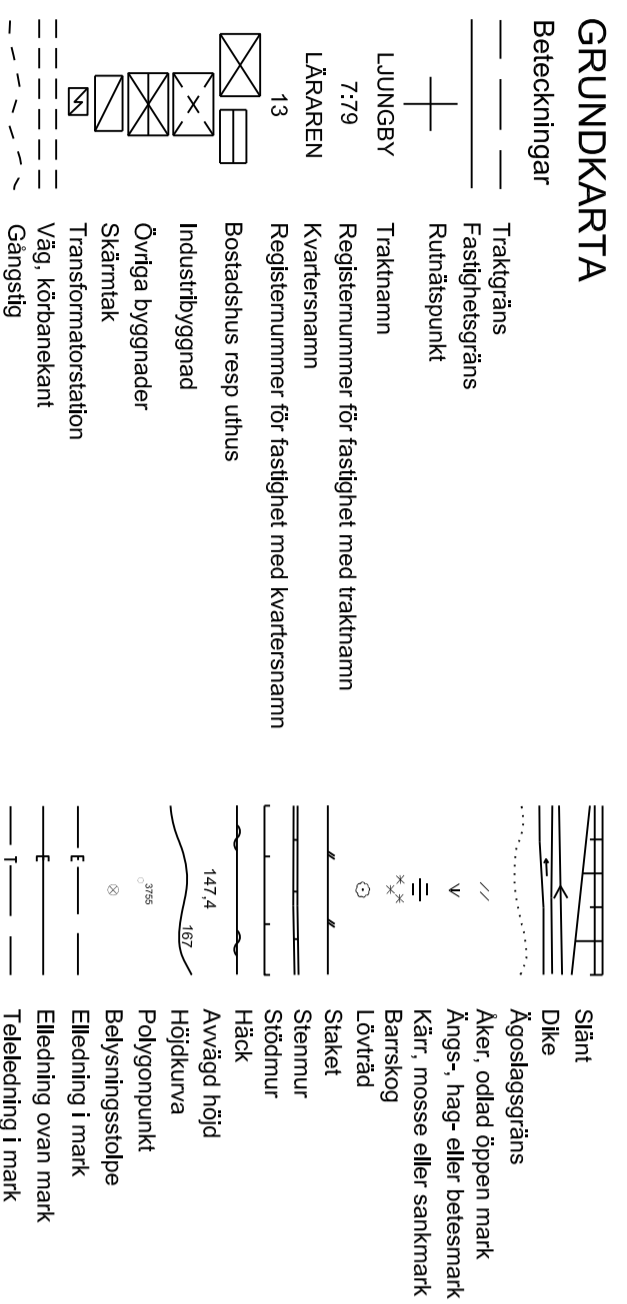 GRUNDKARTA
Beteckningar
Traktgräns
Fastighetsgräns
Rutnätspunkt
LJUNGBY Traktnamn
7:79 Registernummer för fastighet med traktnamn
LÄRAREN Kvartersnamn
13 Registernummer för fastighet med kvartersnamn
Bostadshus resp uthus
Industribyggnad
Övriga byggnader
Skärmtak
Transformatorstation
Väg, körbanekant
Gångstig
Slänt
Dike
Ägoslagsgräns
Åker, odlad öppen mark
Ängs-, hag- eller betesmark
Kärr, mosse eller sankmark
Barrskog
Lövträd
Staket
Stenmur
Stödmur
Häck
147,4 Avvägd höjd
167 Höjdkurva
3755 Polygonpunkt
Belysningsstolpe
E Elledning i mark
E Elledning ovan mark
T Teleledning i mark